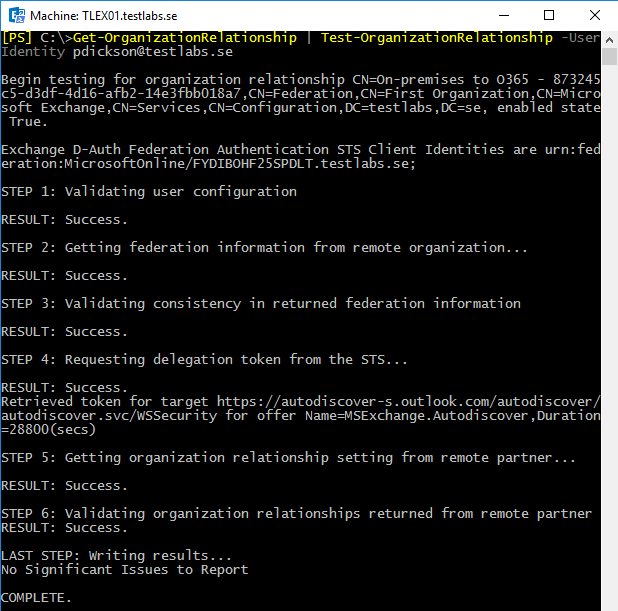 Machine: TLEX01.testlabs.se
[PS] C:\>Get-OrganizationRelationship | Test-OrganizationRelationship -User
Identity pdickson@testlabs.se
Begin testing for organization relationship CN=On-premises to O365 - 873245
c5-d3df-4d16-afb2-14e3fbb018a7,CN=Federation,CN=First Organization,CN=Micro
soft Exchange,CN=Services,CN=Configuration,DC=testlabs,DC=se, enabled state
 True.
Exchange D-Auth Federation Authentication STS Client Identities are urn:fed
eration:MicrosoftOnline/FYDIBOHF25SPDLT.testlabs.se;
STEP 1: Validating user configuration
RESULT: Success.
STEP 2: Getting federation information from remote organization...
RESULT: Success.
STEP 3: Validating consistency in returned federation information
RESULT: Success.
STEP 4: Requesting delegation token from the STS...
RESULT: Success.
Retrieved token for target https://autodiscover-s.outlook.com/autodiscover/
autodiscover.svc/WSSecurity for offer Name=MSExchange.Autodiscover,Duration
=28800(secs)
STEP 5: Getting organization relationship setting from remote partner...
RESULT: Success.
STEP 6: Validating organization relationships returned from remote partner
RESULT: Success.
LAST STEP: Writing results...
No Significant Issues to Report
COMPLETE.